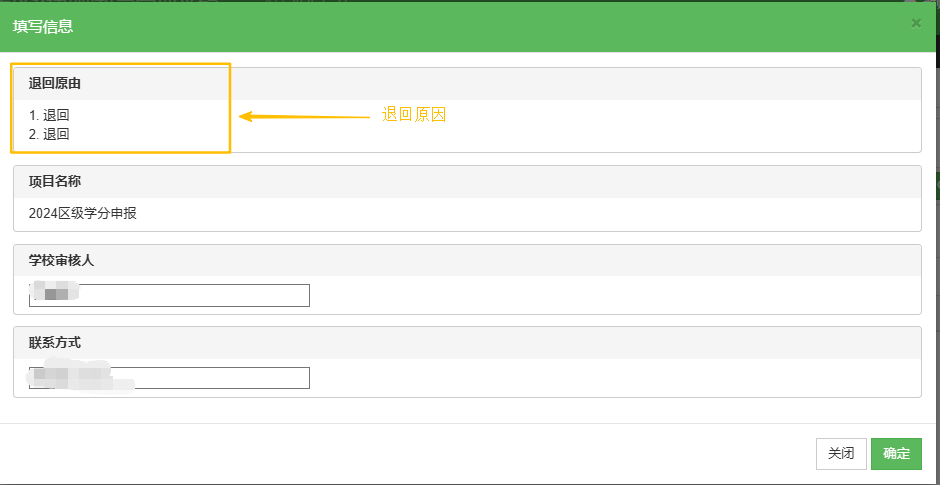 填写信息
×
退回原由
1. 退回
2. 退回
退回原因
项目名称
2024区级学分申报
学校审核人
联系方式
关闭
确定